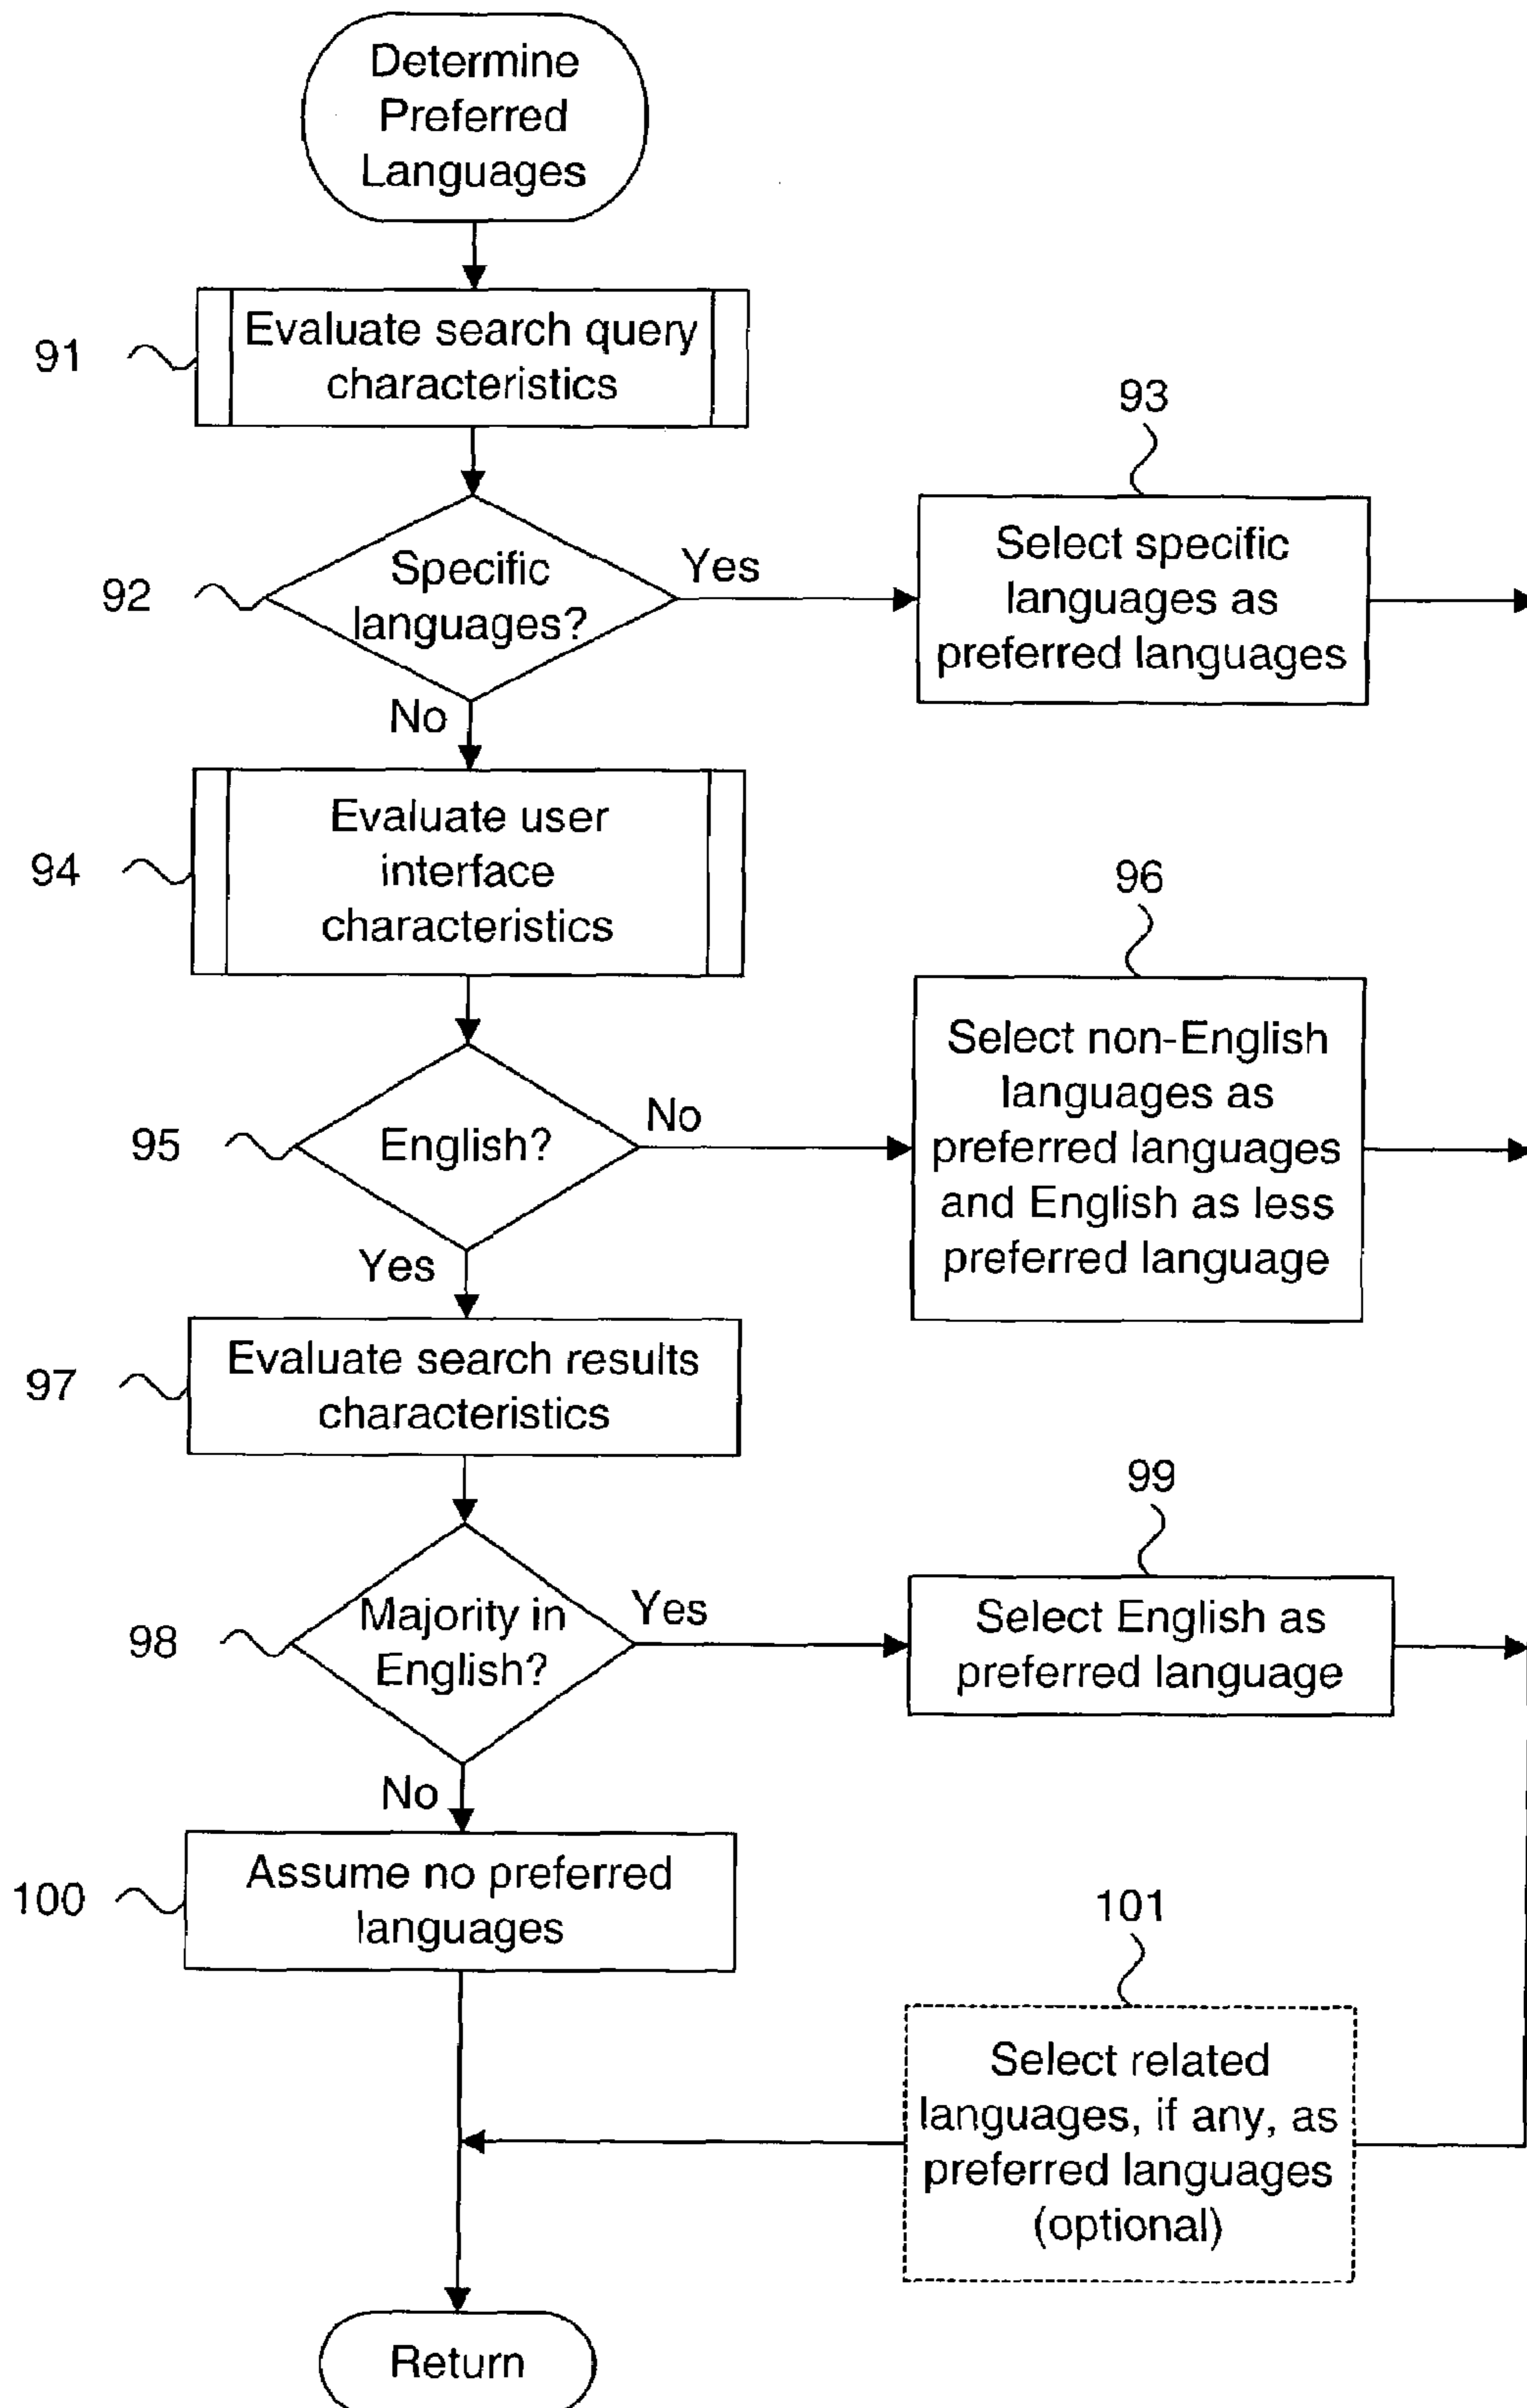 Determine
Preferred
Languages
91
Evaluate search query
characteristics
93
92
Specific
languages?
Yes
Select specific
languages as
preferred languages
No
94
Evaluate user
interface
characteristics
96
95
English?
No
Select non-English
languages as
preferred languages
and English as less
preferred language
Yes
97
Evaluate search results
characteristics
99
98
Majority in
English?
Yes
Select English as
preferred language
No
100
Assume no preferred
languages
101
Select related
languages, if any, as
preferred languages
(optional)
Return